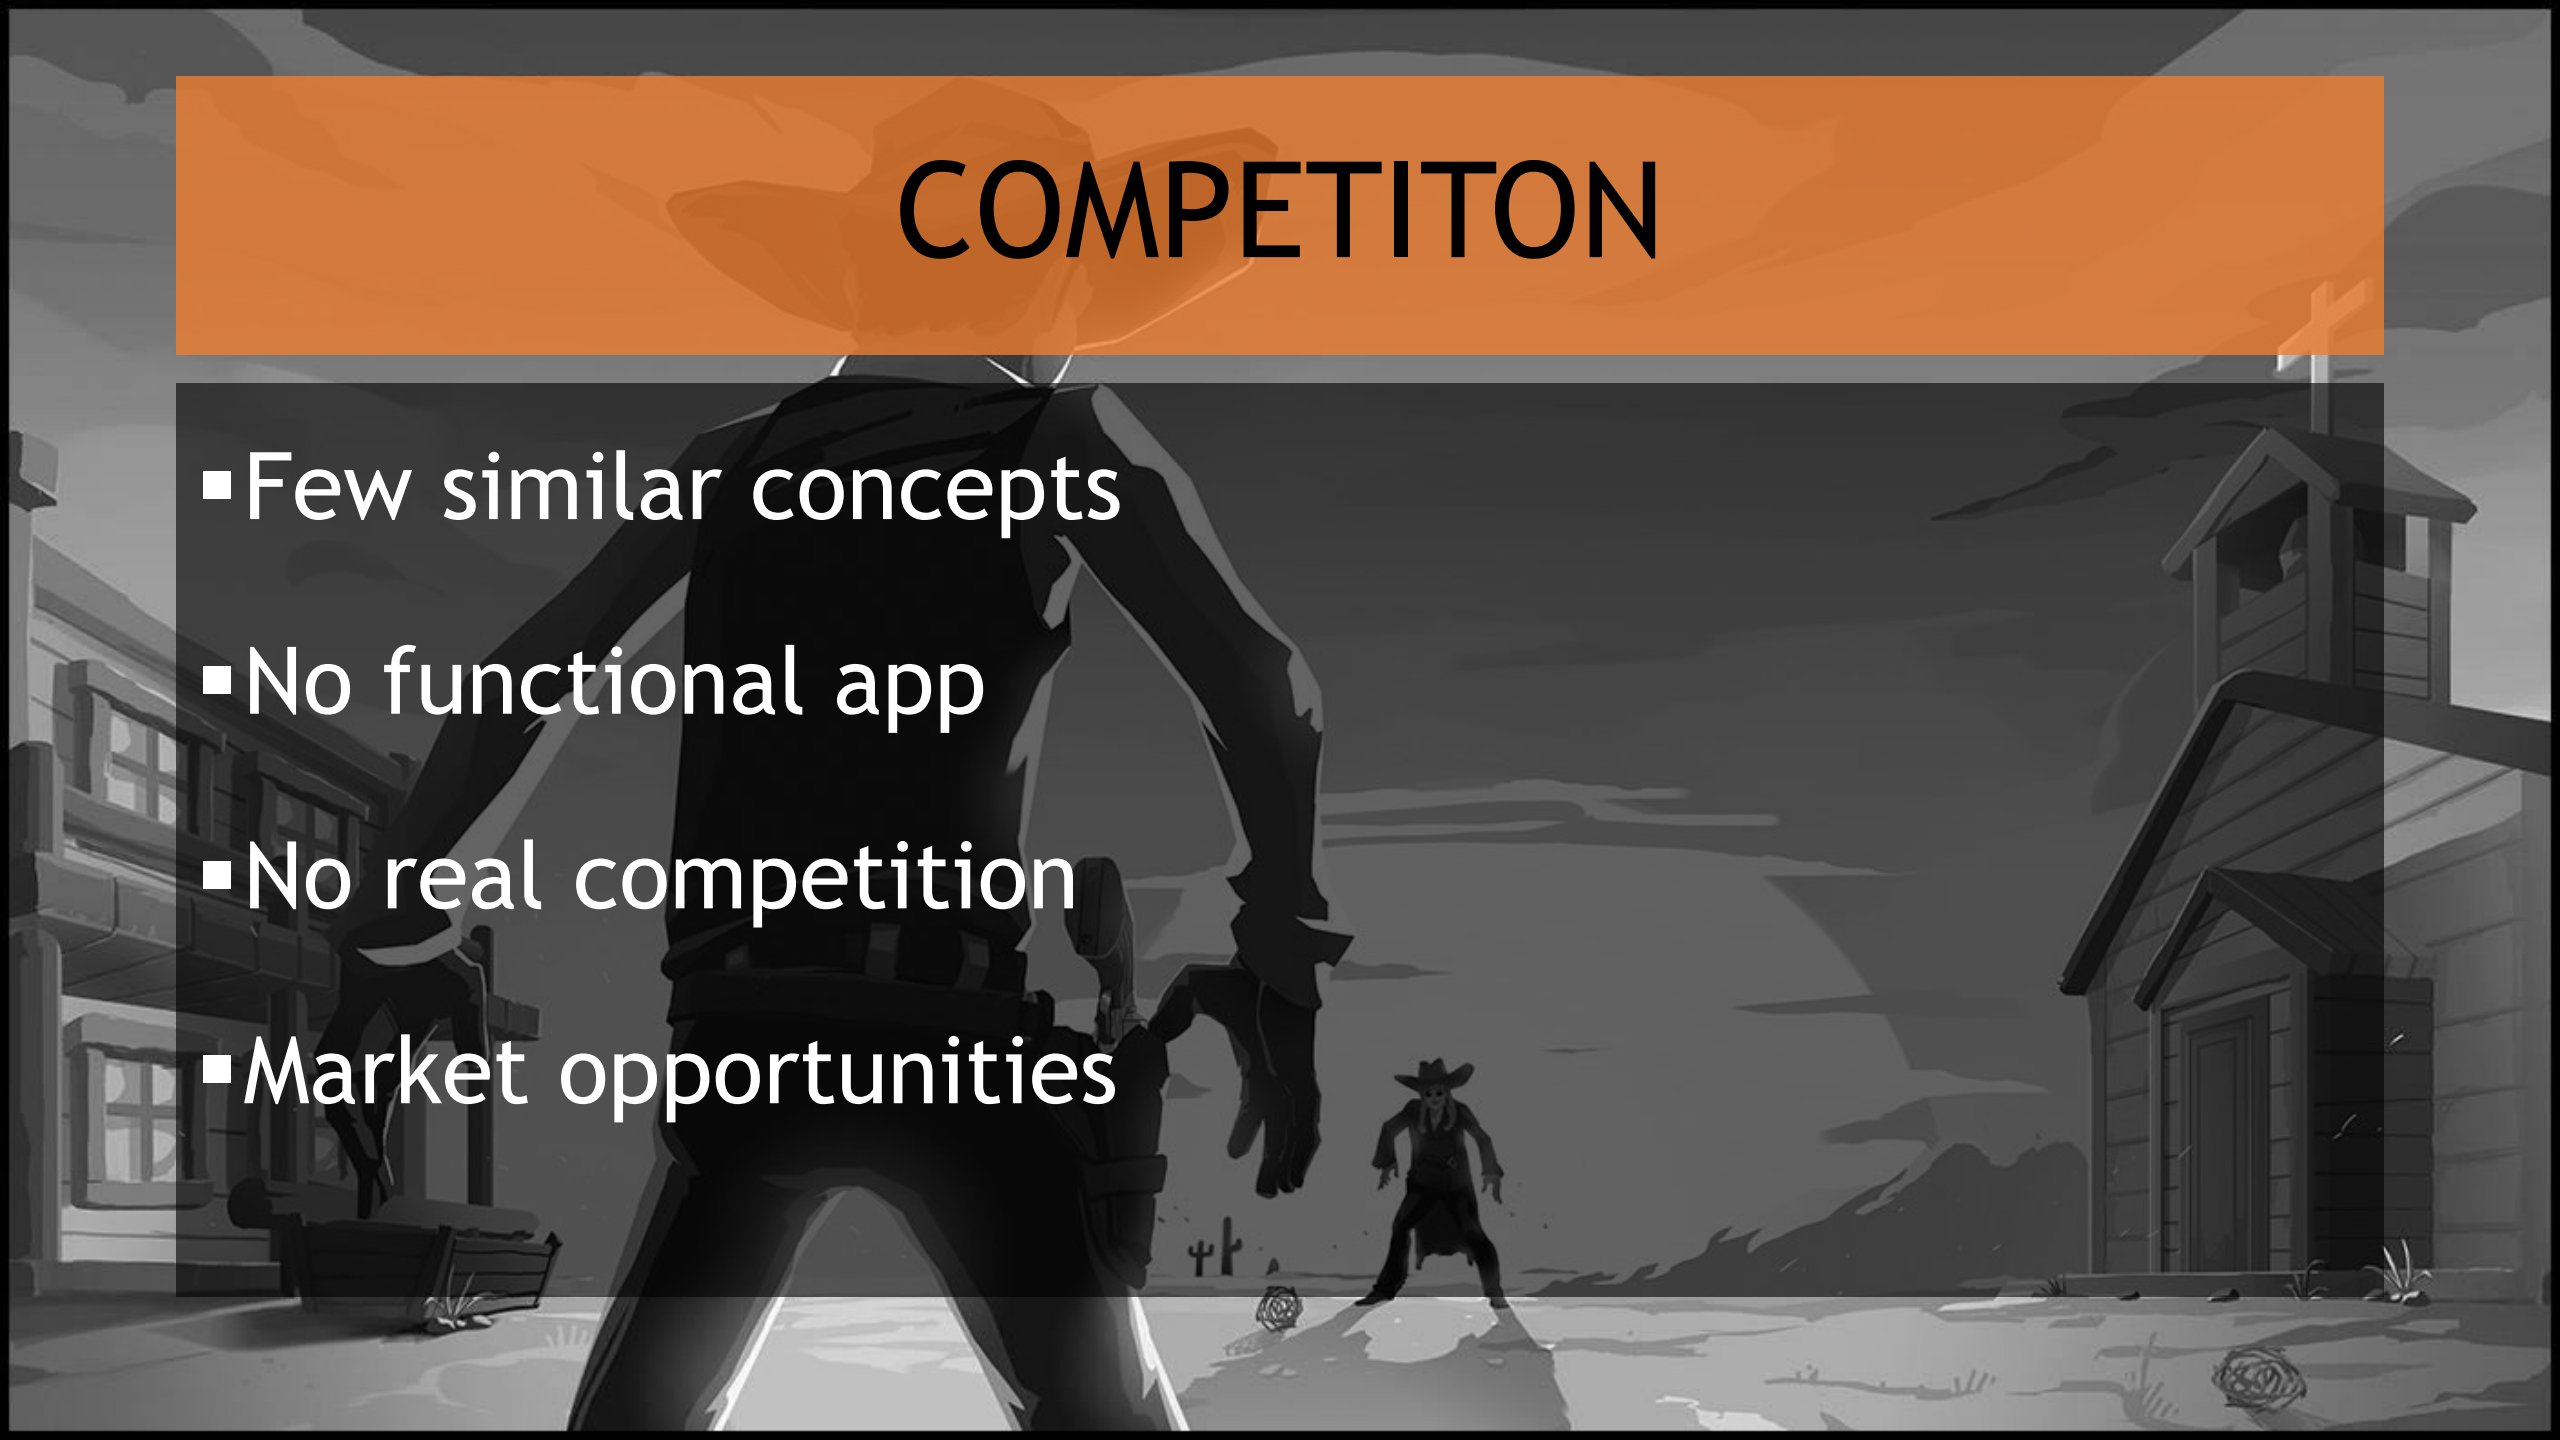 COMPETITON
▪Few similar concepts
▪No functional app
▪No real competition
▪Market opportunities